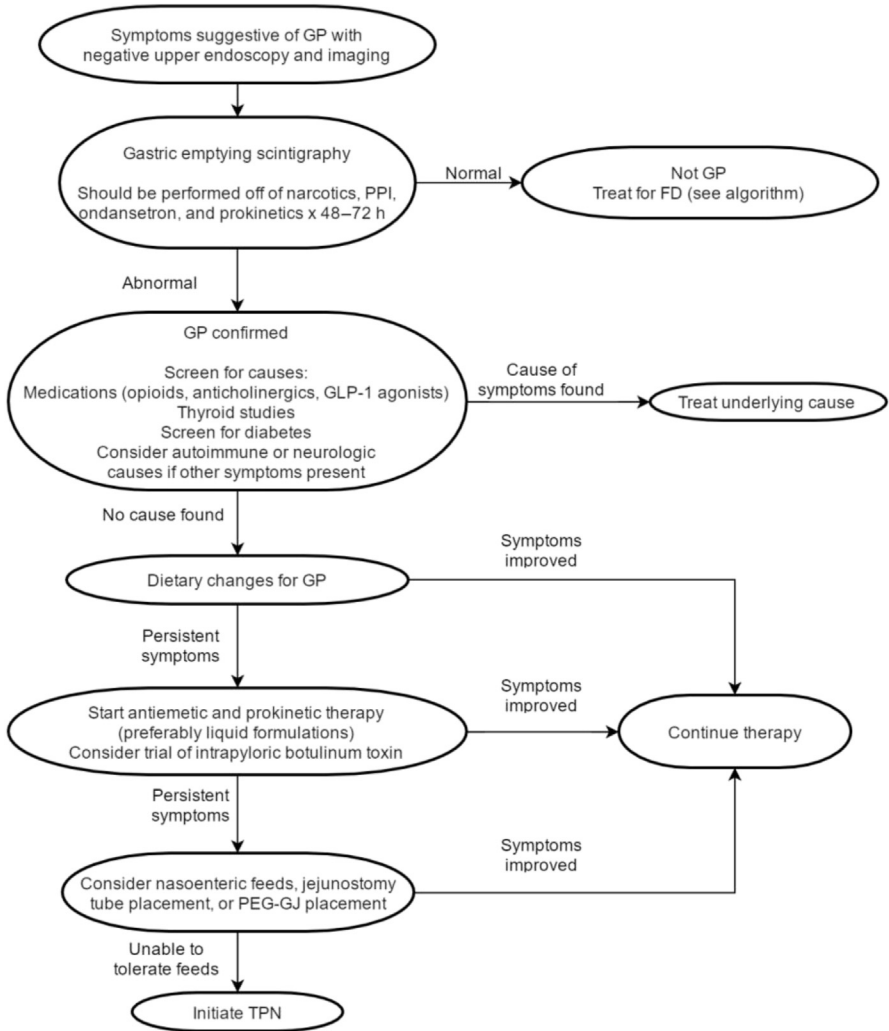 Symptoms suggestive of GP with
negative upper endoscopy and imaging
Gastric emptying scintigraphy
Should be performed off of narcotics, PPI,
ondansetron, and prokinetics x 48–72 h
Normal
Not GP
Treat for FD (see algorithm)
Abnormal
GP confirmed
Screen for causes:
Medications (opioids, anticholinergics, GLP-1 agonists)
Thyroid studies
Screen for diabetes
Consider autoimmune or neurologic
causes if other symptoms present
Cause of
symptoms found
Treat underlying cause
No cause found
Dietary changes for GP
Symptoms
improved
Persistent
symptoms
Start antiemetic and prokinetic therapy
(preferably liquid formulations)
Consider trial of intrapyloric botulinum toxin
Symptoms
improved
Continue therapy
Persistent
symptoms
Consider nasoenteric feeds, jejunostomy
tube placement, or PEG-GJ placement
Symptoms
improved
Unable to
tolerate feeds
Initiate TPN